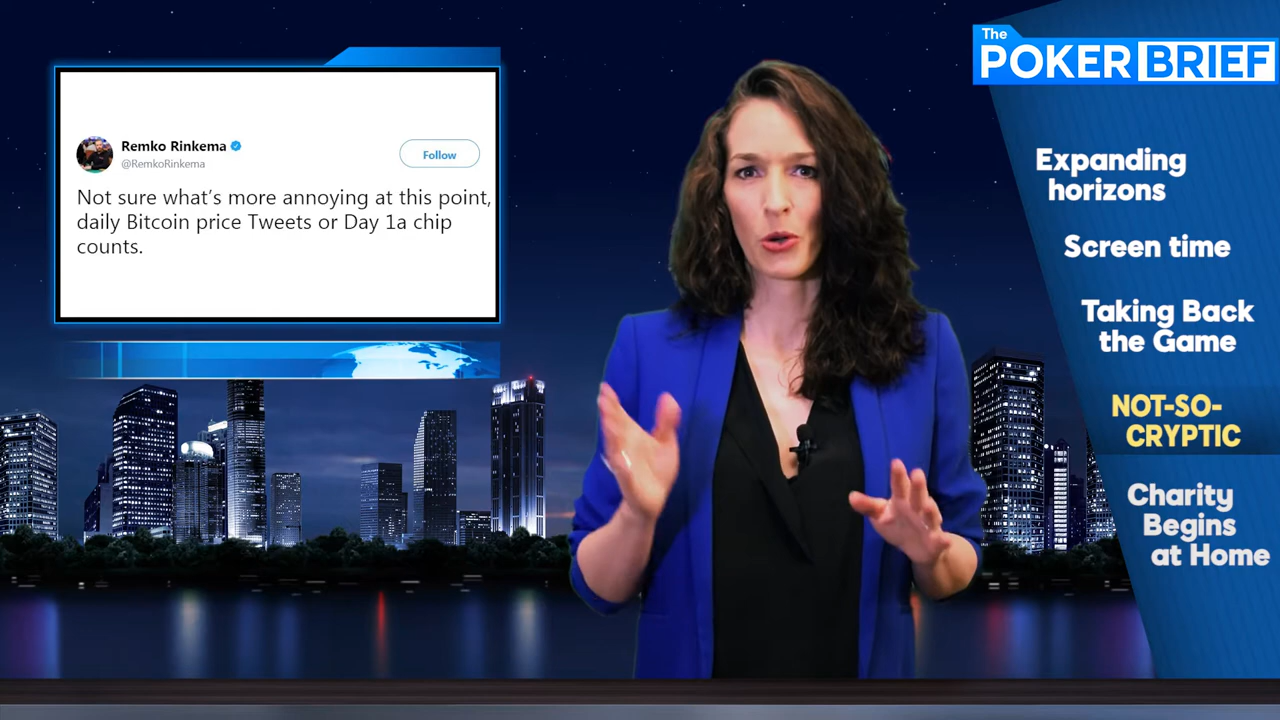 Remko Rinkema
@RemkoRinkema
Follow
Not sure what's more annoying at this point,
daily Bitcoin price Tweets or Day 1a chip
counts.
The
POKER BRIEF
Expanding
horizons
Screen time
Taking Back
the Game
NOT-SO-
CRYPTIC
Charity
Begins
at Home